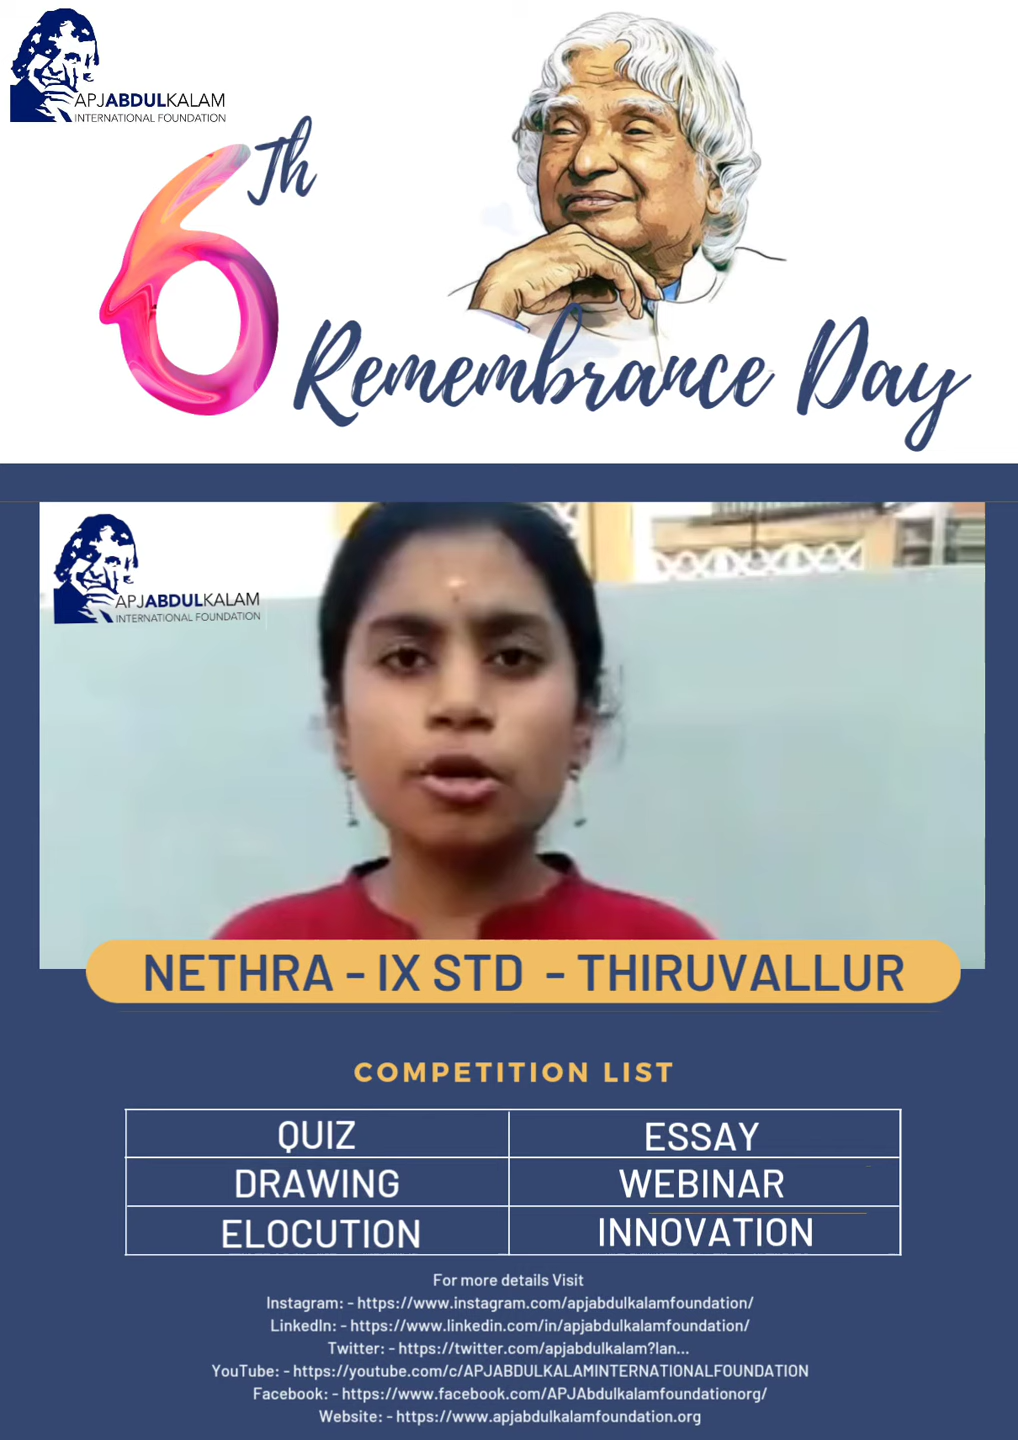 APJABDULKALAM
INTERNATIONAL FOUNDATION
6Th
Remembrance Day
APJABDULKALAM
INTERNATIONAL FOUNDATION
NETHRA - IX STD - THIRUVALLUR
COMPETITION LIST
QUIZ ESSAY
DRAWING WEBINAR
ELOCUTION INNOVATION
For more details Visit
Instagram: - https://www.instagram.com/apjabdulkalamfoundation/
LinkedIn: - https://www.linkedin.com/in/apjabdulkalamfoundation/
Twitter: - https://twitter.com/apjabdulkalam?lan...
YouTube: - https://youtube.com/c/APJABDULKALAMINTERNATIONALFOUNDATION
Facebook: - https://www.facebook.com/APJAbdulkalamfoundationorg/
Website: - https://www.apjabdulkalamfoundation.org